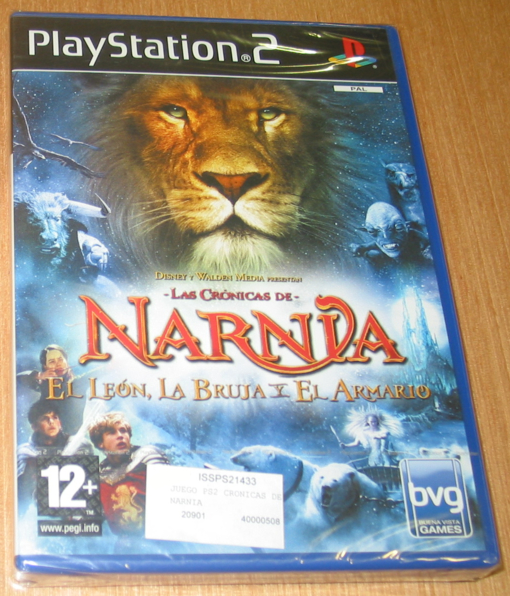 PlayStation®2
PAL
DISNEY Y WALDEN MEDIA PRESENTAN
-LAS CRÓNICAS DE-
NARNIA
EL LEÓN, LA BRUJA Y EL ARMARIO
12+
™
www.pegi.info
ISSPS21433
JUEGO PS2 CRONICAS DE
NARNIA
20901 40000508
bvg
BUENA VISTA
GAMES